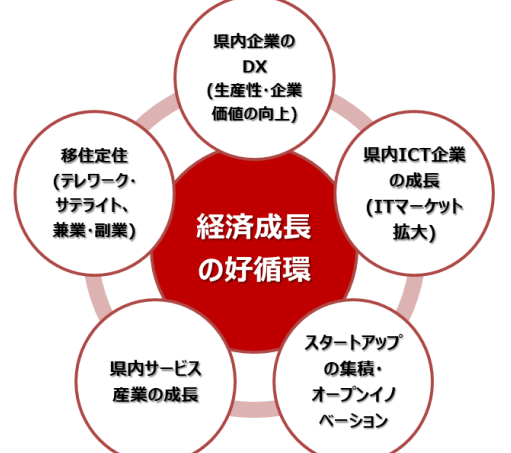 県内企業の
DX
(生産性・企業
価値の向上)
県内ICT企業
の成長
(ITマーケット
拡大)
スタートアップ
の集積・
オープンイノ
ベーション
県内サービス
産業の成長
移住定住
(テレワーク・
サテライト、
兼業・副業)
経済成長
の好循環